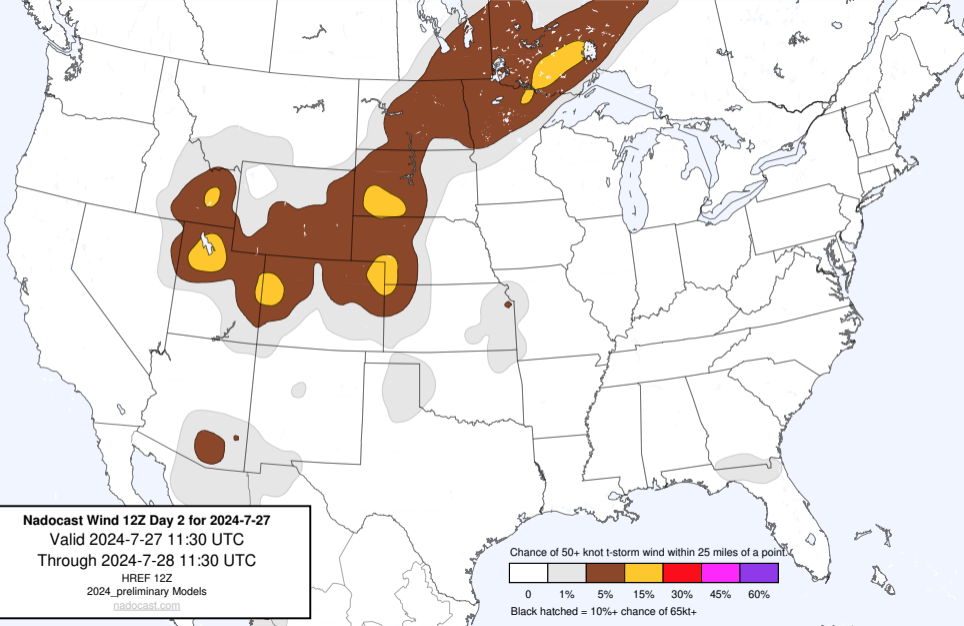 Nadocast Wind 12Z Day 2 for 2024-7-27
Valid 2024-7-27 11:30 UTC
Through 2024-7-28 11:30 UTC
HREF 12Z
2024_preliminary Models
nadocast.com
Chance of 50+ knot t-storm wind within 25 miles of a point.
0 1% 5% 15% 30% 45% 60%
Black hatched = 10%+ chance of 65kt+